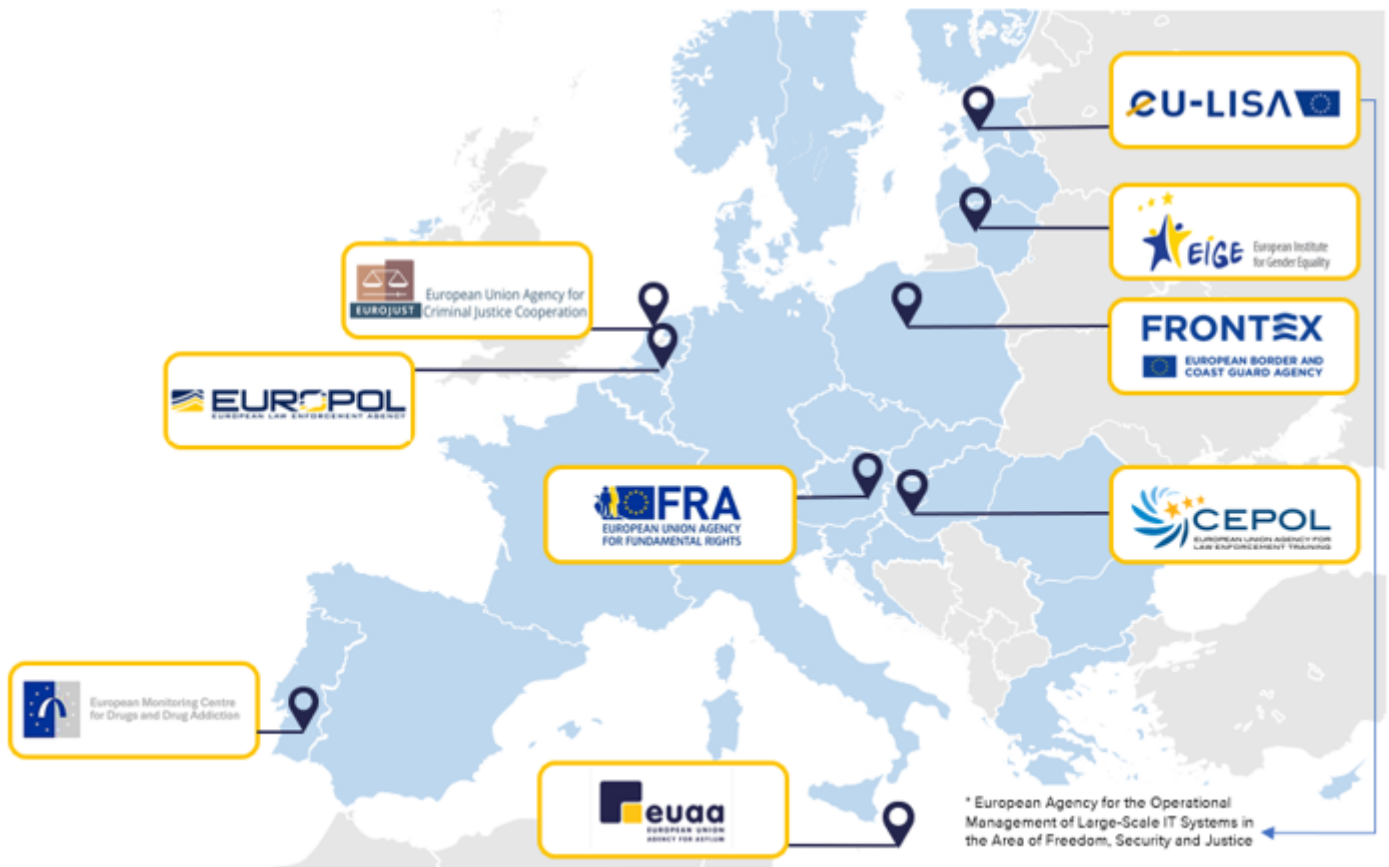 eU-LISA
EIGE
European Institute
for Gender Equality
EUROJUST
European Union Agency for
Criminal Justice Cooperation
FRONTEX
EUROPEAN BORDER AND
COAST GUARD AGENCY
EUROPOL
EUROPEAN LAW ENFORCEMENT AGENCY
FRA
EUROPEAN UNION AGENCY
FOR FUNDAMENTAL RIGHTS
CEPOL
EUROPEAN UNION AGENCY FOR
LAW ENFORCEMENT TRAINING
European Monitoring Centre
for Drugs and Drug Addiction
euaa
EUROPEAN UNION
AGENCY FOR ASYLUM
* European Agency for the Operational
Management of Large-Scale IT Systems in
the Area of Freedom, Security and Justice